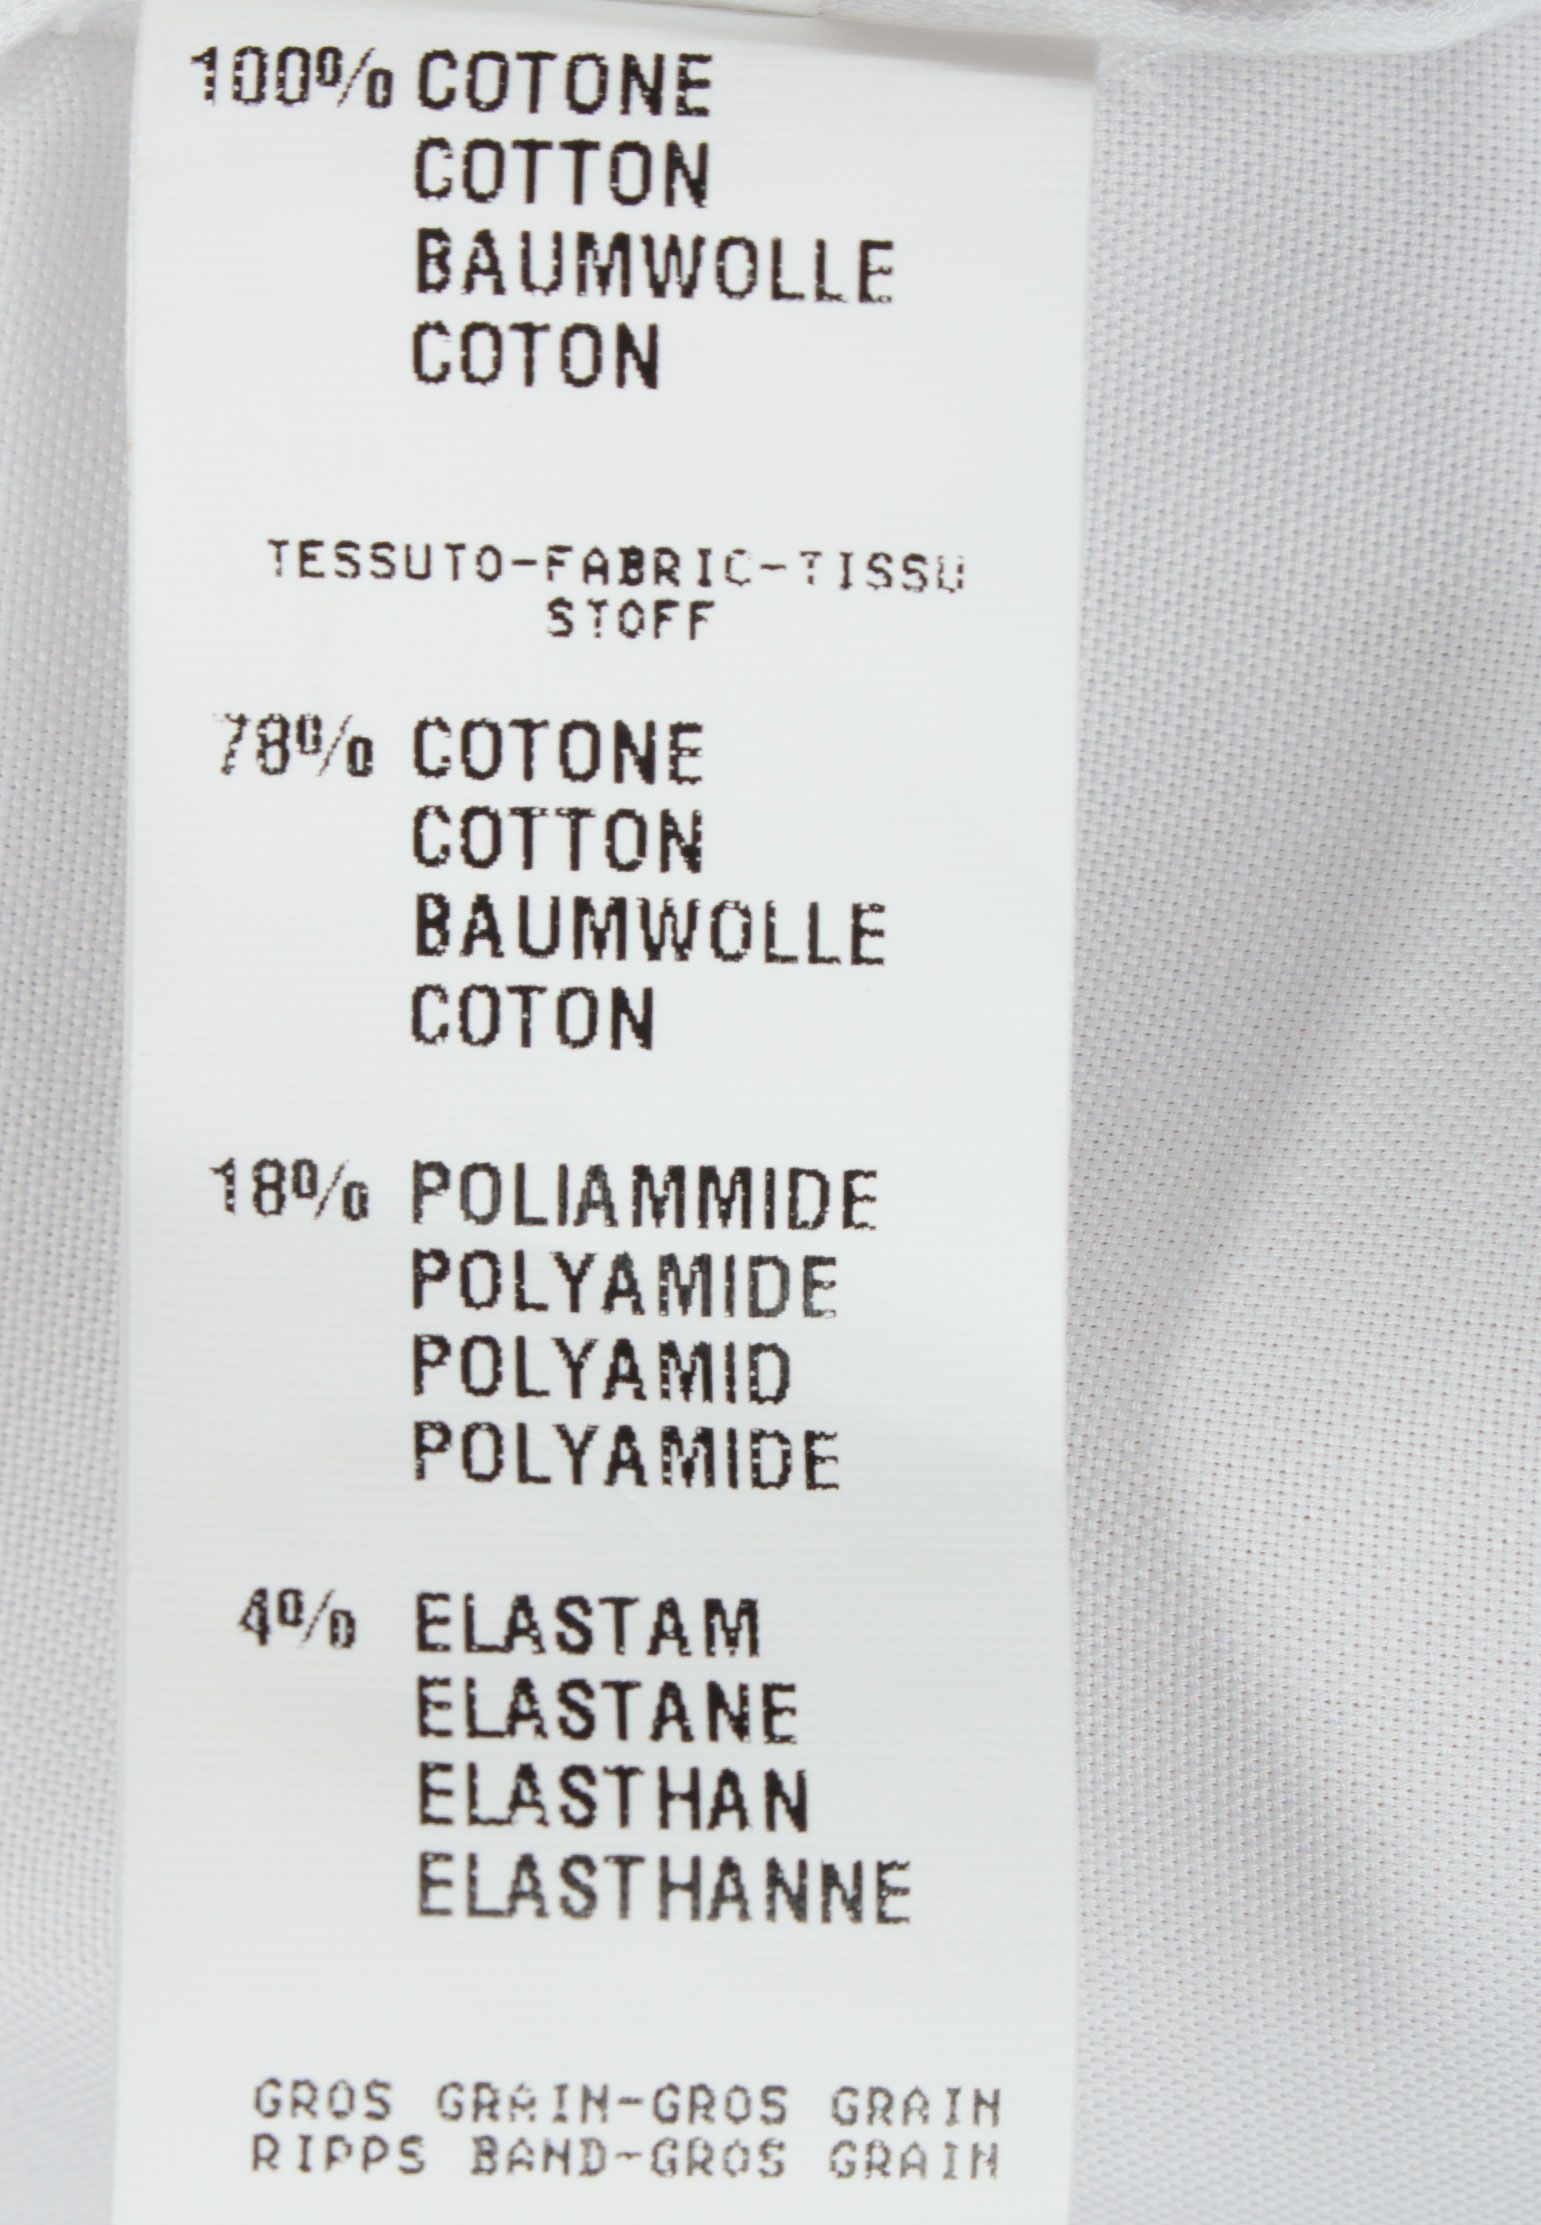 100% COTONE
COTTON
BAUMWOLLE
COTON
TESSUTO-FABRIC-TISSU
STOFF
78% COTONE
COTTON
BAUMWOLLE
COTON
18% POLIAMMIDE
POLYAMIDE
POLYAMID
POLYAMIDE
4% ELASTAM
ELASTANE
ELASTHAN
ELASTHANNE
GROS GRAIN-GROS GRAIN
RIPPS BAND-GROS GRAIN